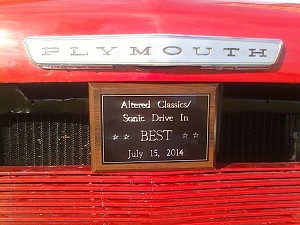 PLYMOUTH
Altered Classics/
Sonic Drive In
☆☆ BEST ☆☆
July 15, 2014